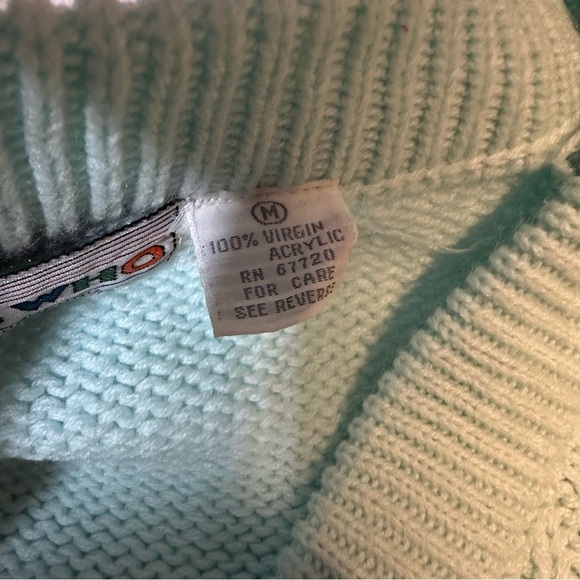 WHO
M
100% VIRGIN
ACRYLIC
RN 67720
FOR CARE
SEE REVERSE